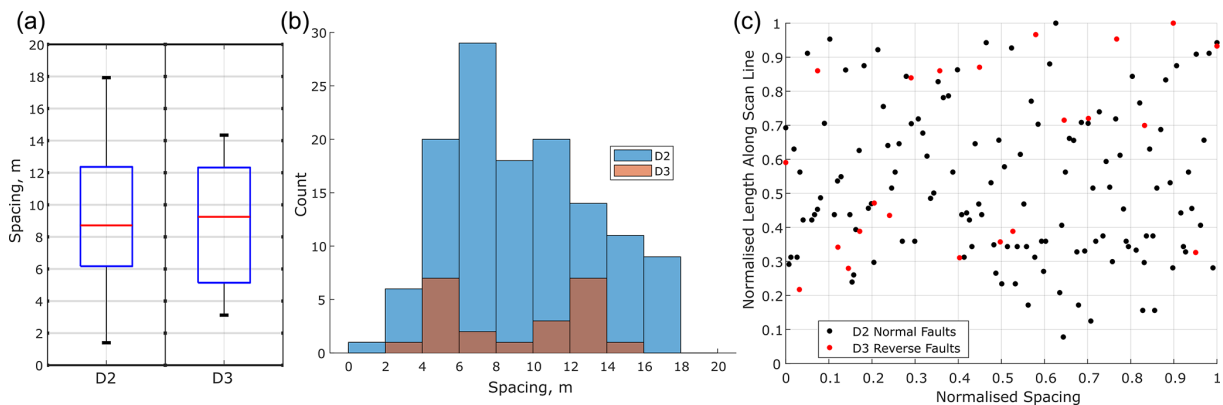 (a)
20
18
16
14
12
10
8
6
4
2
0
Spacing, m
D2 D3
(b)
30
25
20
15
10
5
0
Count
D2
D3
0 2 4 6 8 10 12 14 16 18 20
Spacing, m
(c)
1
0.9
0.8
0.7
0.6
0.5
0.4
0.3
0.2
0.1
0
Normalised Length Along Scan Line
D2 Normal Faults
D3 Reverse Faults
0 0.1 0.2 0.3 0.4 0.5 0.6 0.7 0.8 0.9 1
Normalised Spacing